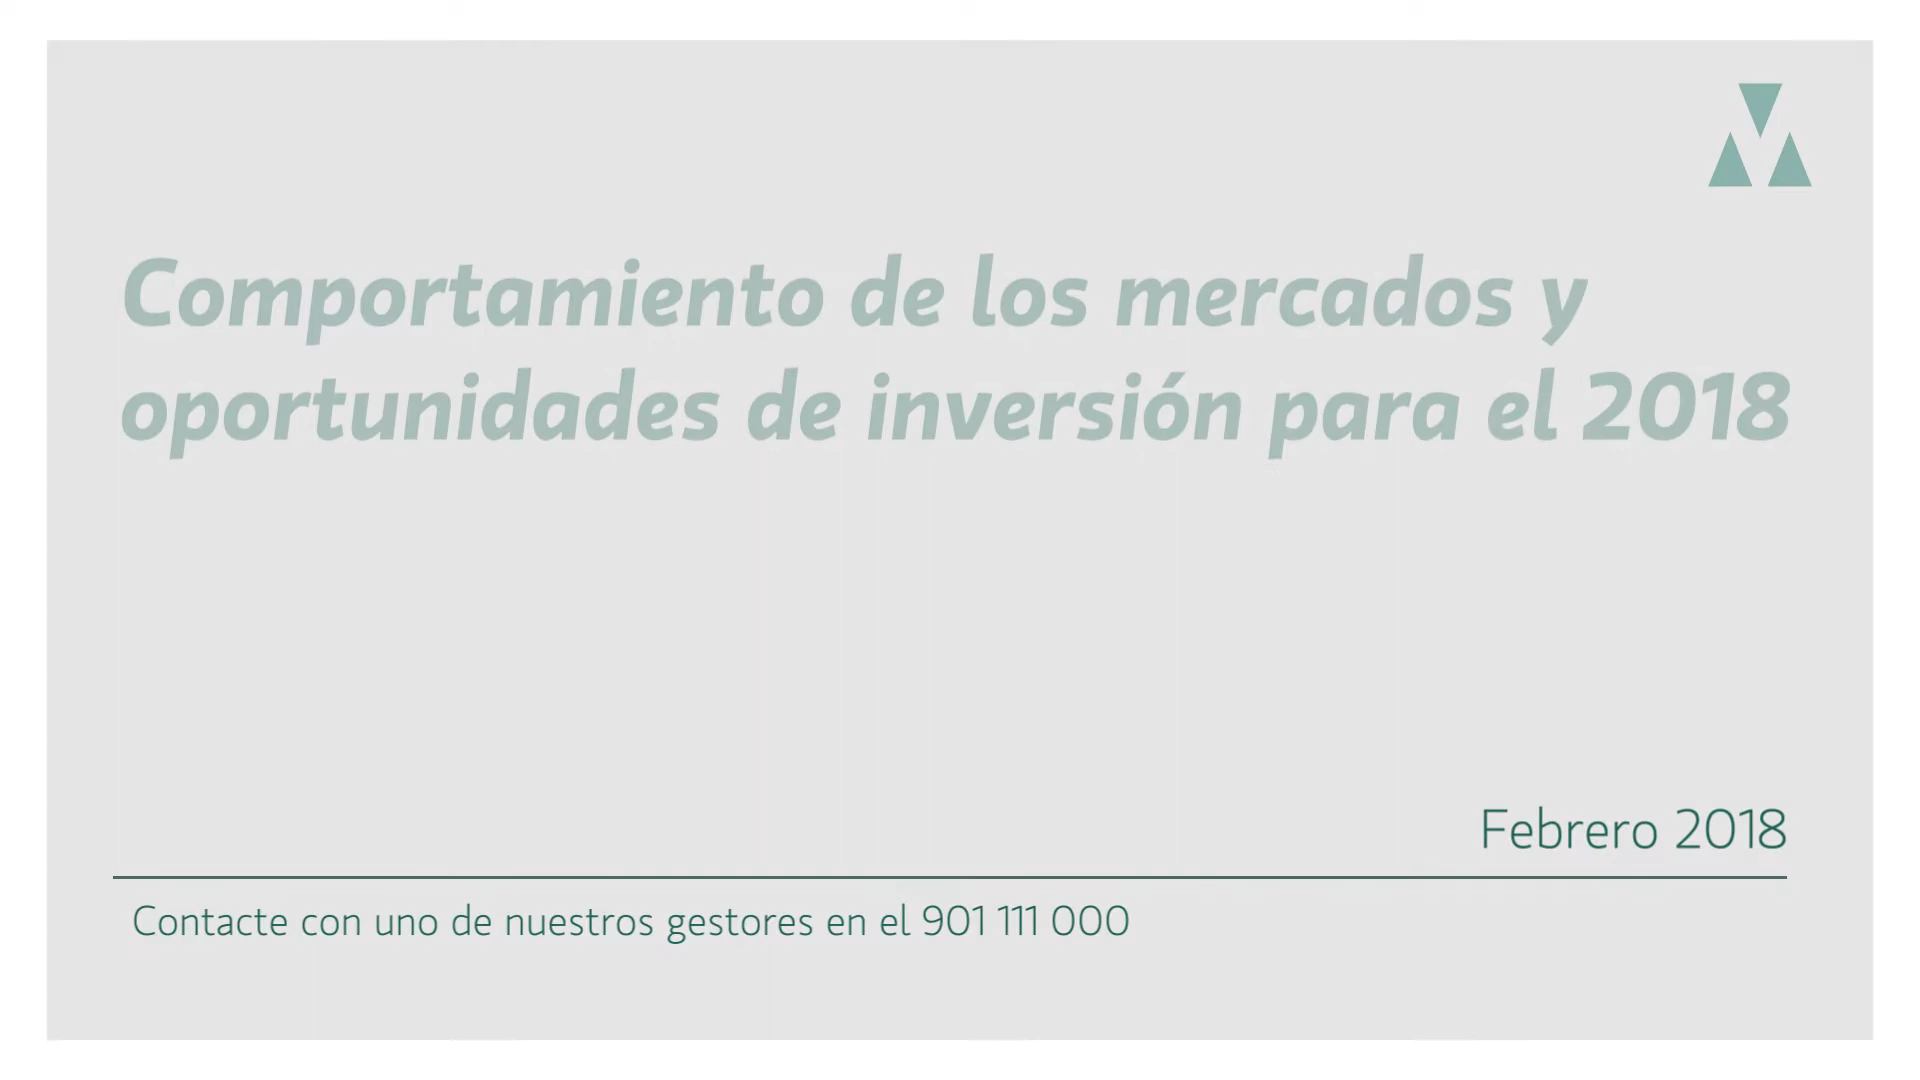 Comportamiento de los mercados y
oportunidades de inversión para el 2018
Febrero 2018
Contacte con uno de nuestros gestores en el 901 111 000